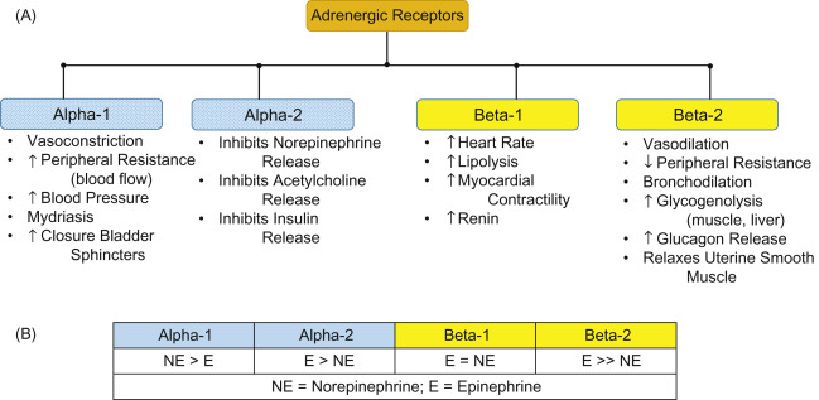 (A)
Adrenergic Receptors
Alpha-1
• Vasoconstriction
• ↑ Peripheral Resistance
(blood flow)
• ↑ Blood Pressure
• Mydriasis
• ↑ Closure Bladder
Sphincters
Alpha-2
• Inhibits Norepinephrine
Release
• Inhibits Acetylcholine
Release
• Inhibits Insulin
Release
Beta-1
• ↑ Heart Rate
• ↑ Lipolysis
• ↑ Myocardial
Contractility
• ↑ Renin
Beta-2
• Vasodilation
• ↓ Peripheral Resistance
• Bronchodilation
• ↑ Glycogenolysis
(muscle, liver)
• ↑ Glucagon Release
• Relaxes Uterine Smooth
Muscle
(B)
Alpha-1 Alpha-2 Beta-1 Beta-2
NE > E E > NE E = NE E >> NE
NE = Norepinephrine; E = Epinephrine